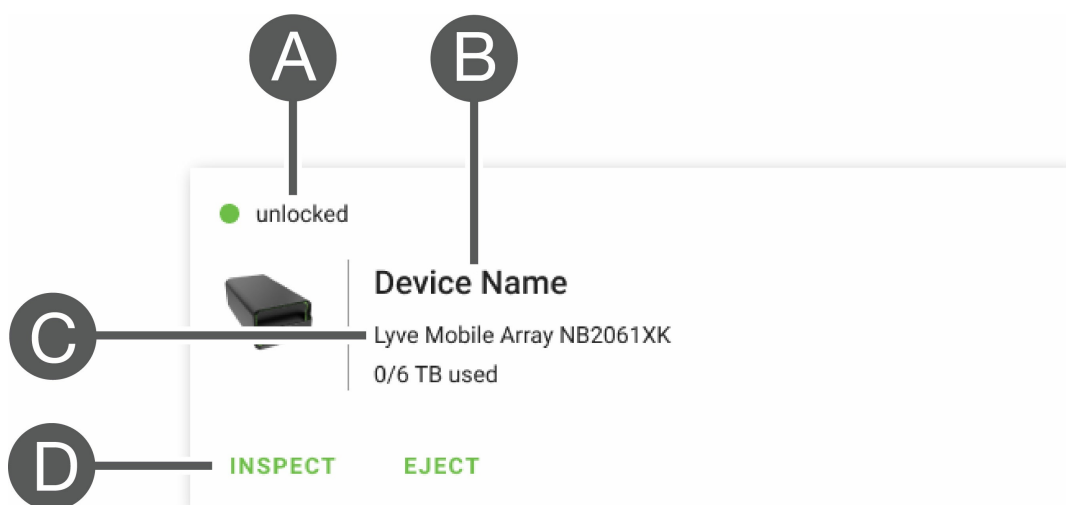 A B
unlocked
Device Name
C Lyve Mobile Array NB2061XK
0/6 TB used
D INSPECT EJECT